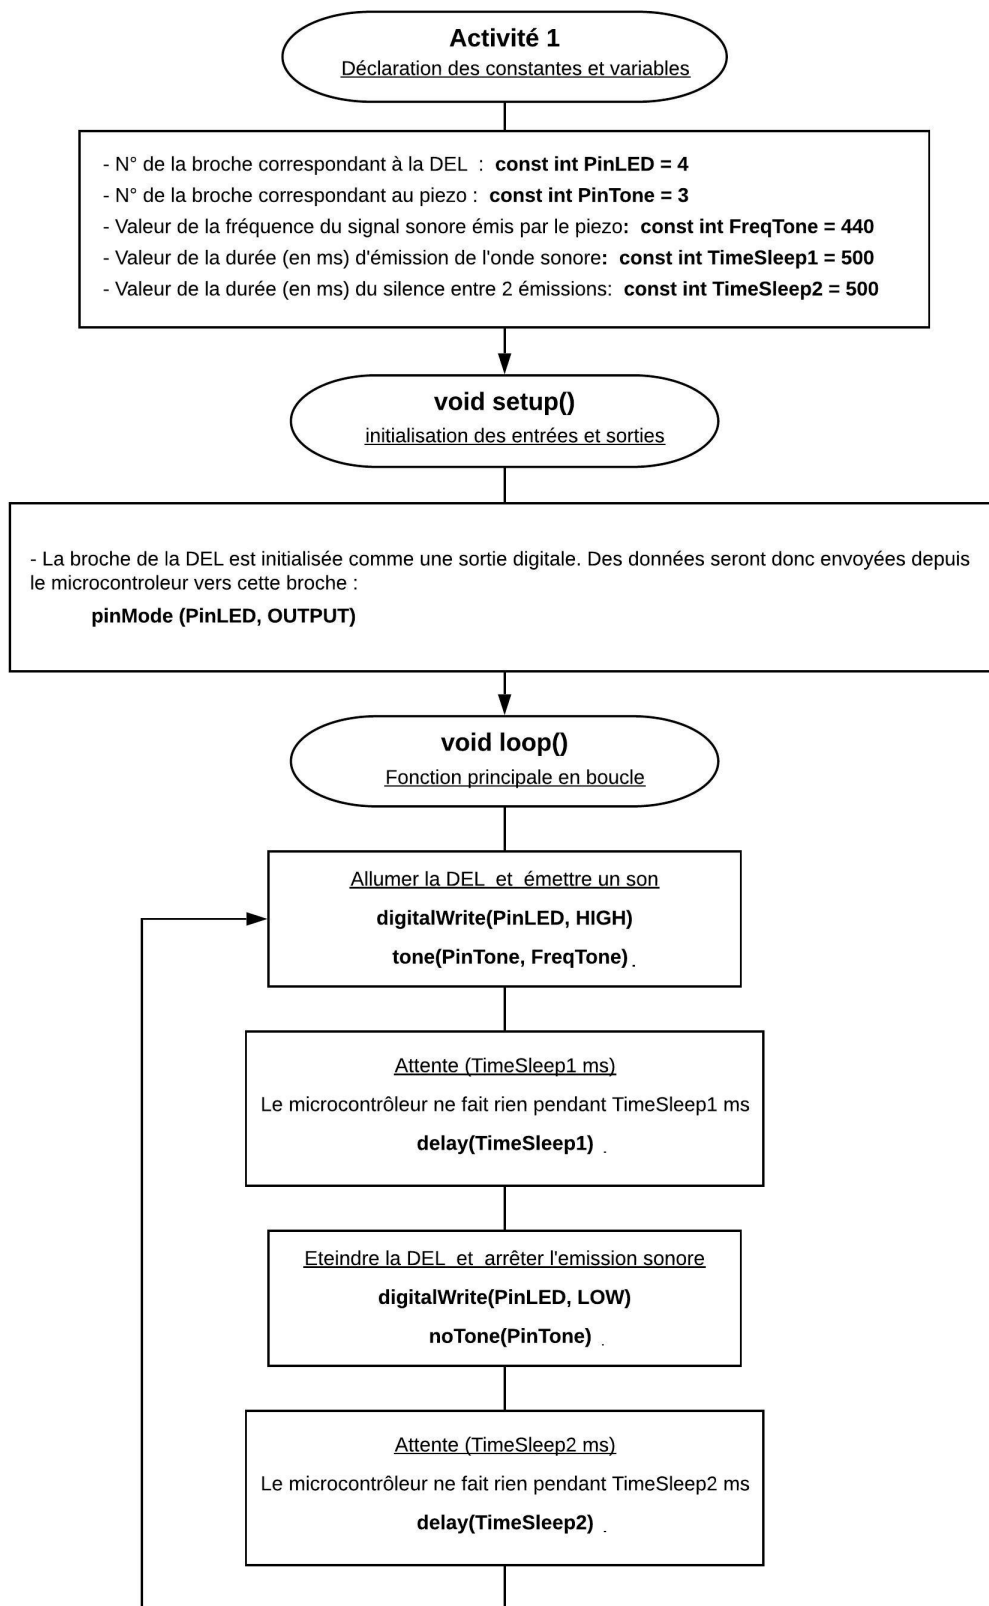 Activité 1
Déclaration des constantes et variables
- N° de la broche correspondant à la DEL : const int PinLED = 4
- N° de la broche correspondant au piezo : const int PinTone = 3
- Valeur de la fréquence du signal sonore émis par le piezo: const int FreqTone = 440
- Valeur de la durée (en ms) d'émission de l'onde sonore: const int TimeSleep1 = 500
- Valeur de la durée (en ms) du silence entre 2 émissions: const int TimeSleep2 = 500
void setup()
initialisation des entrées et sorties
- La broche de la DEL est initialisée comme une sortie digitale. Des données seront donc envoyées depuis
le microcontroleur vers cette broche :
pinMode (PinLED, OUTPUT)
void loop()
Fonction principale en boucle
Allumer la DEL et émettre un son
digitalWrite(PinLED, HIGH)
tone(PinTone, FreqTone) .
Attente (TimeSleep1 ms)
Le microcontrôleur ne fait rien pendant TimeSleep1 ms
delay(TimeSleep1) .
Eteindre la DEL et arrêter l'emission sonore
digitalWrite(PinLED, LOW)
noTone(PinTone) .
Attente (TimeSleep2 ms)
Le microcontrôleur ne fait rien pendant TimeSleep2 ms
delay(TimeSleep2) .